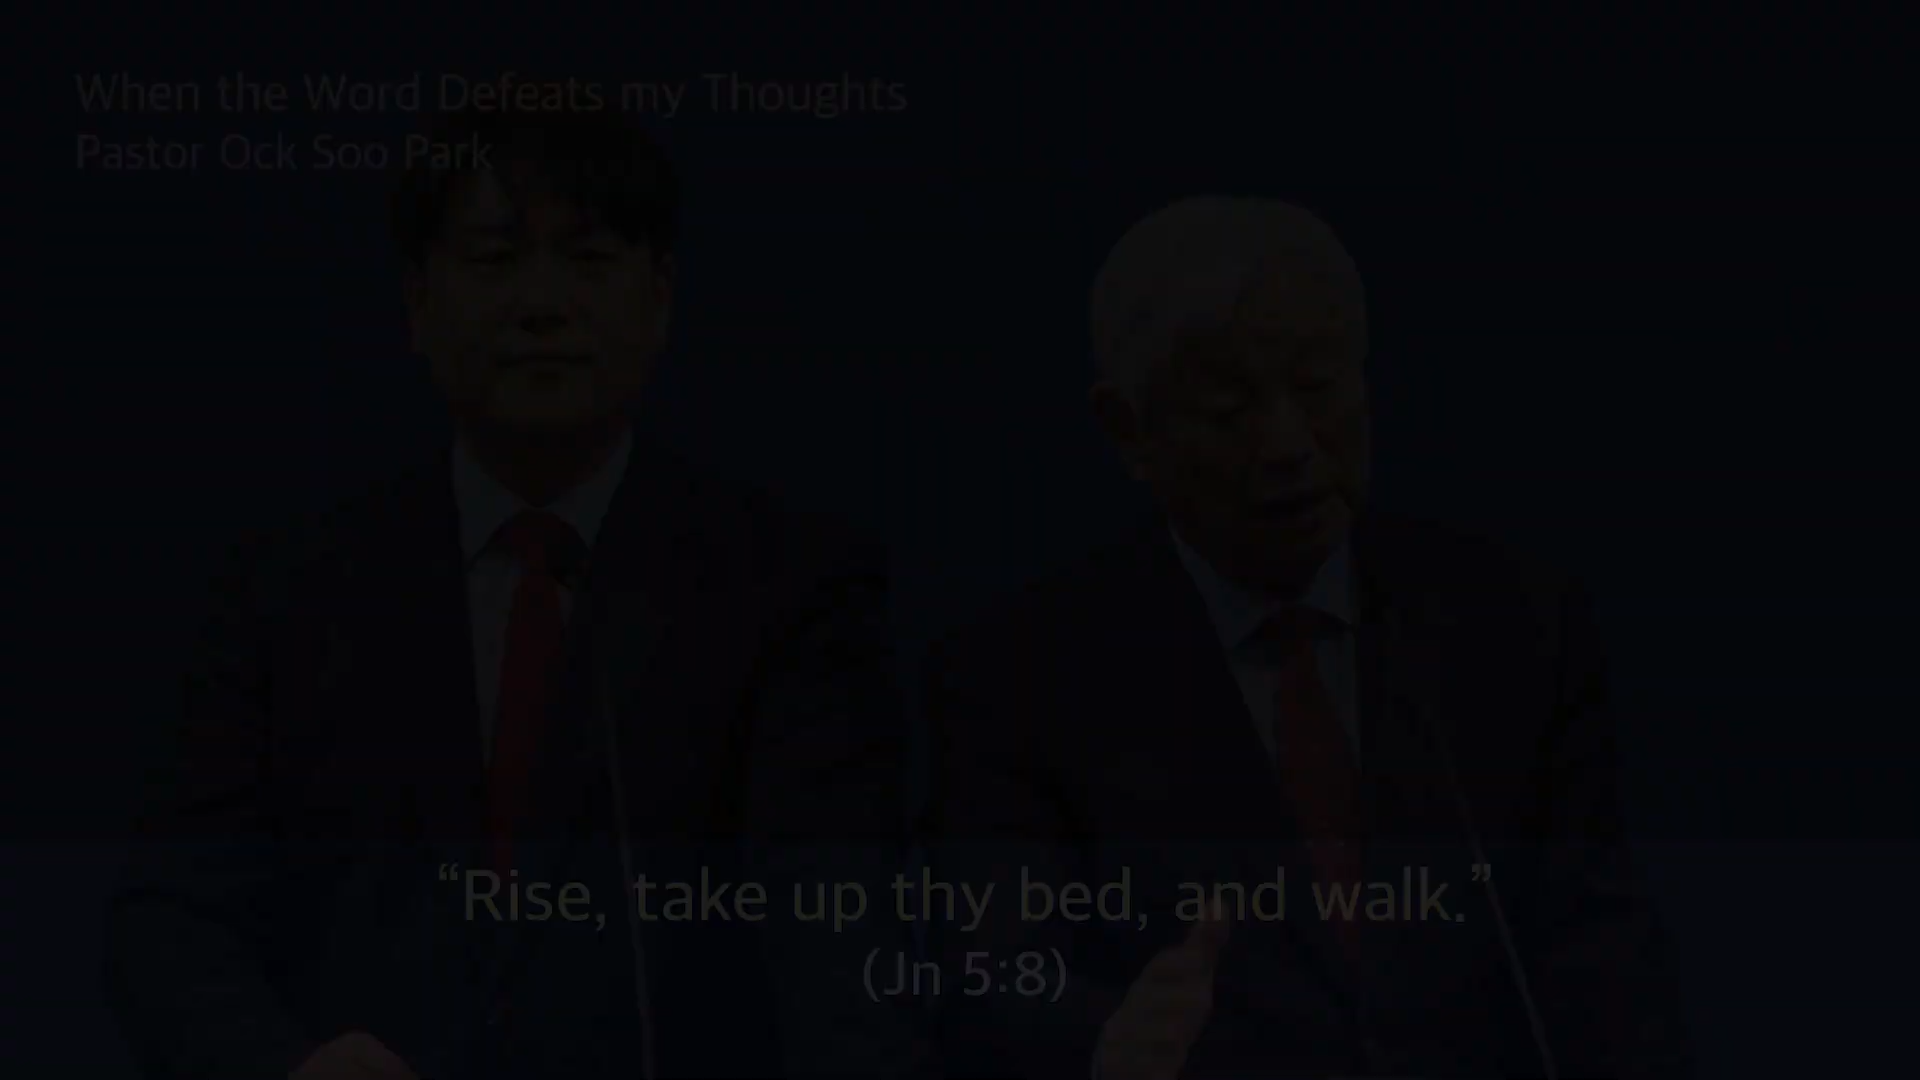 When the Word Defeats my Thoughts
Pastor Ock Soo Park
“Rise, take up thy bed, and walk.”
(Jn 5:8)